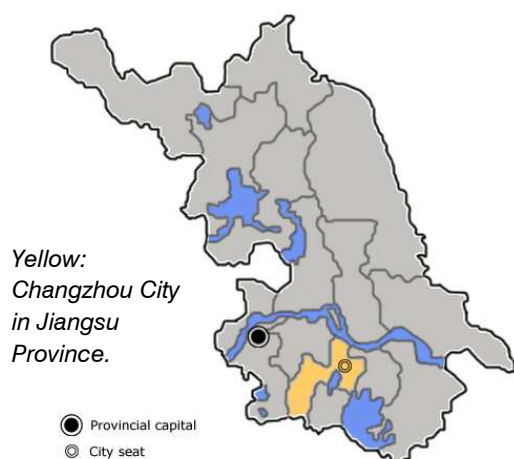 Yellow:
Changzhou City
in Jiangsu
Province.
Provincial capital
City seat